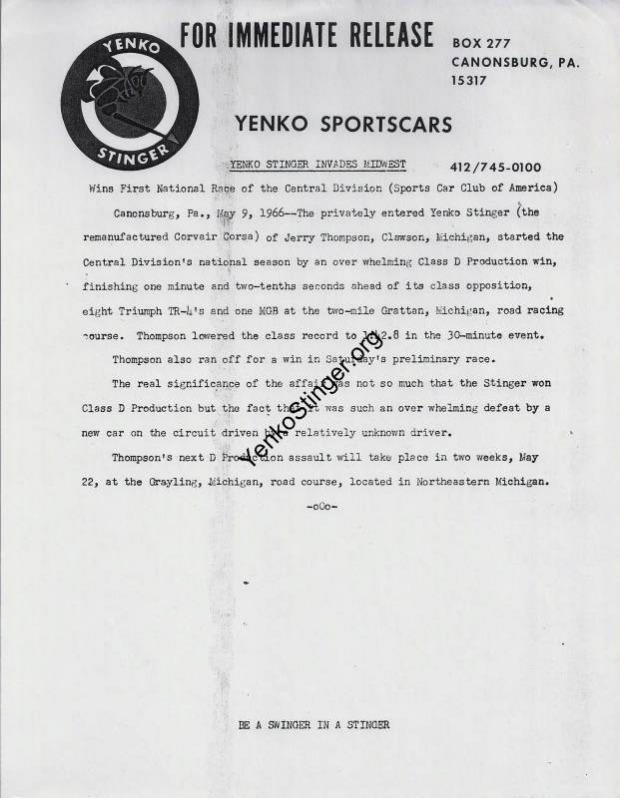 YENKO
STINGER
FOR IMMEDIATE RELEASE
BOX 277
CANONSBURG, PA.
15317
YENKO SPORTSCARS
YENKO STINGER INVADES MIDWEST
412/745-0100
Wins First National Race of the Central Division (Sports Car Club of America)
Canonsburg, Pa., May 9, 1966--The privately entered Yenko Stinger (the
remanufactured Corvair Corsa) of Jerry Thompson, Clawson, Michigan, started the
Central Division's national season by an over whelming Class D Production win,
finishing one minute and two-tenths seconds ahead of its class opposition,
eight Triumph TR-4's and one MGB at the two-mile Grattan, Michigan, road racing
course. Thompson lowered the class record to 2.8 in the 30-minute event.
Thompson also ran off for a win in Saturday's preliminary race.
The real significance of the affair was not so much that the Stinger won
Class D Production but the fact that it was such an over whelming defeat by a
new car on the circuit driven by relatively unknown driver.
Thompson's next D Production assault will take place in two weeks, May
22, at the Grayling, Michigan, road course, located in Northeastern Michigan.
-oOo-
YenkoStinger.org
BE A SWINGER IN A STINGER